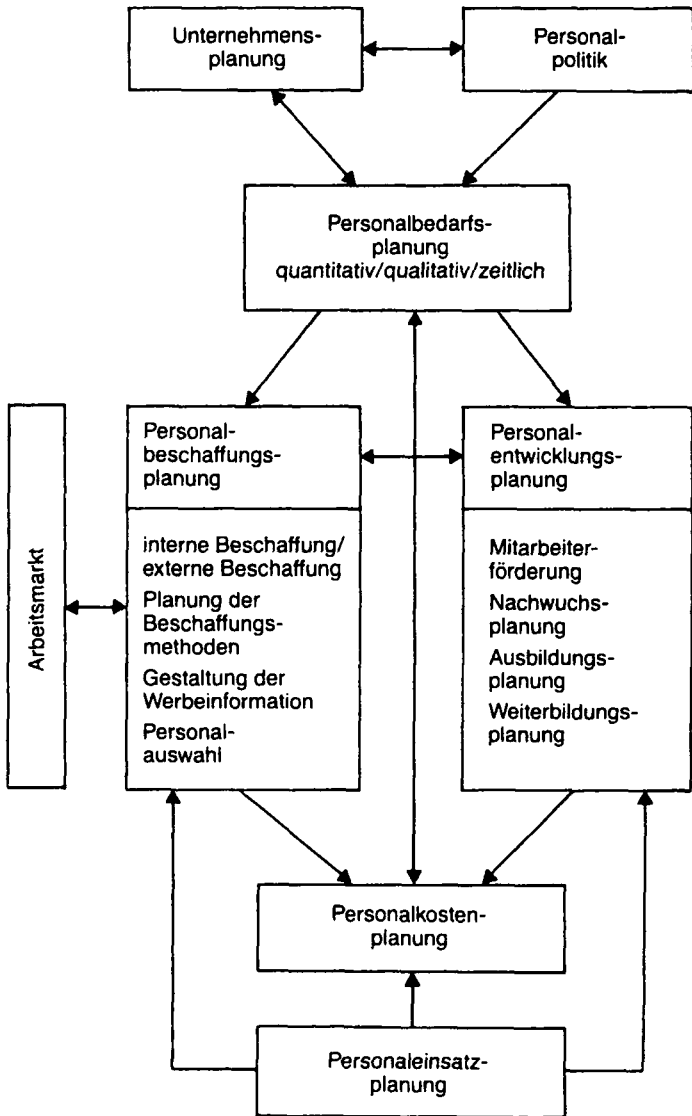 Unternehmens-
planung
Personal-
politik
Personalbedarfs-
planung
quantitativ/qualitativ/zeitlich
Arbeitsmarkt
Personal-
beschaffungs-
planung
interne Beschaffung/
externe Beschaffung
Planung der
Beschaffungs-
methoden
Gestaltung der
Werbeinformation
Personal-
auswahl
Personal-
entwicklungs-
planung
Mitarbeiter-
förderung
Nachwuchs-
planung
Ausbildungs-
planung
Weiterbildungs-
planung
Personalkosten-
planung
Personaleinsatz-
planung